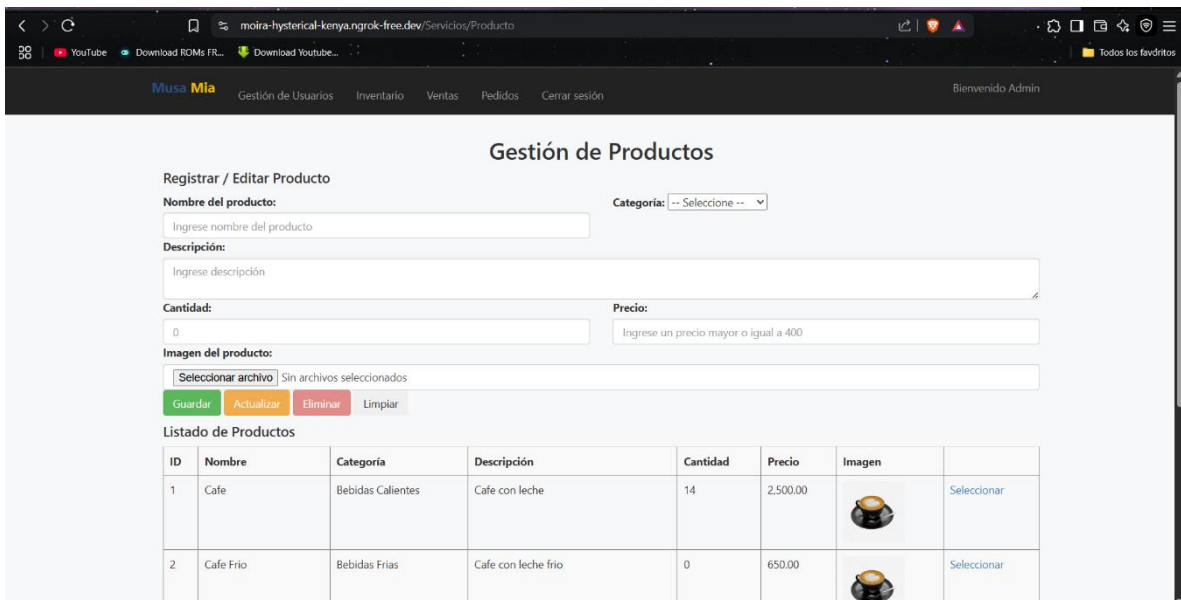 moira-hysterical-kenya.ngrok-free.dev/Servicios/Producto
YouTube Download ROMs FR... Download Youtube... Todos los favoritos
Musa Mia Gestión de Usuarios Inventario Ventas Pedidos Cerrar sesión Bienvenido Admin
Gestión de Productos
Registrar / Editar Producto
Nombre del producto: Categoría: -- Seleccione --
Ingrese nombre del producto
Descripción:
Ingrese descripción
Cantidad: Precio:
0 Ingrese un precio mayor o igual a 400
Imagen del producto:
Seleccionar archivo Sin archivos seleccionados
Guardar Actualizar Eliminar Limpiar
Listado de Productos
ID Nombre Categoría Descripción Cantidad Precio Imagen
1 Cafe Bebidas Calientes Cafe con leche 14 2,500.00 Seleccionar
2 Cafe Frio Bebidas Frias Cafe con leche frio 0 650.00 Seleccionar